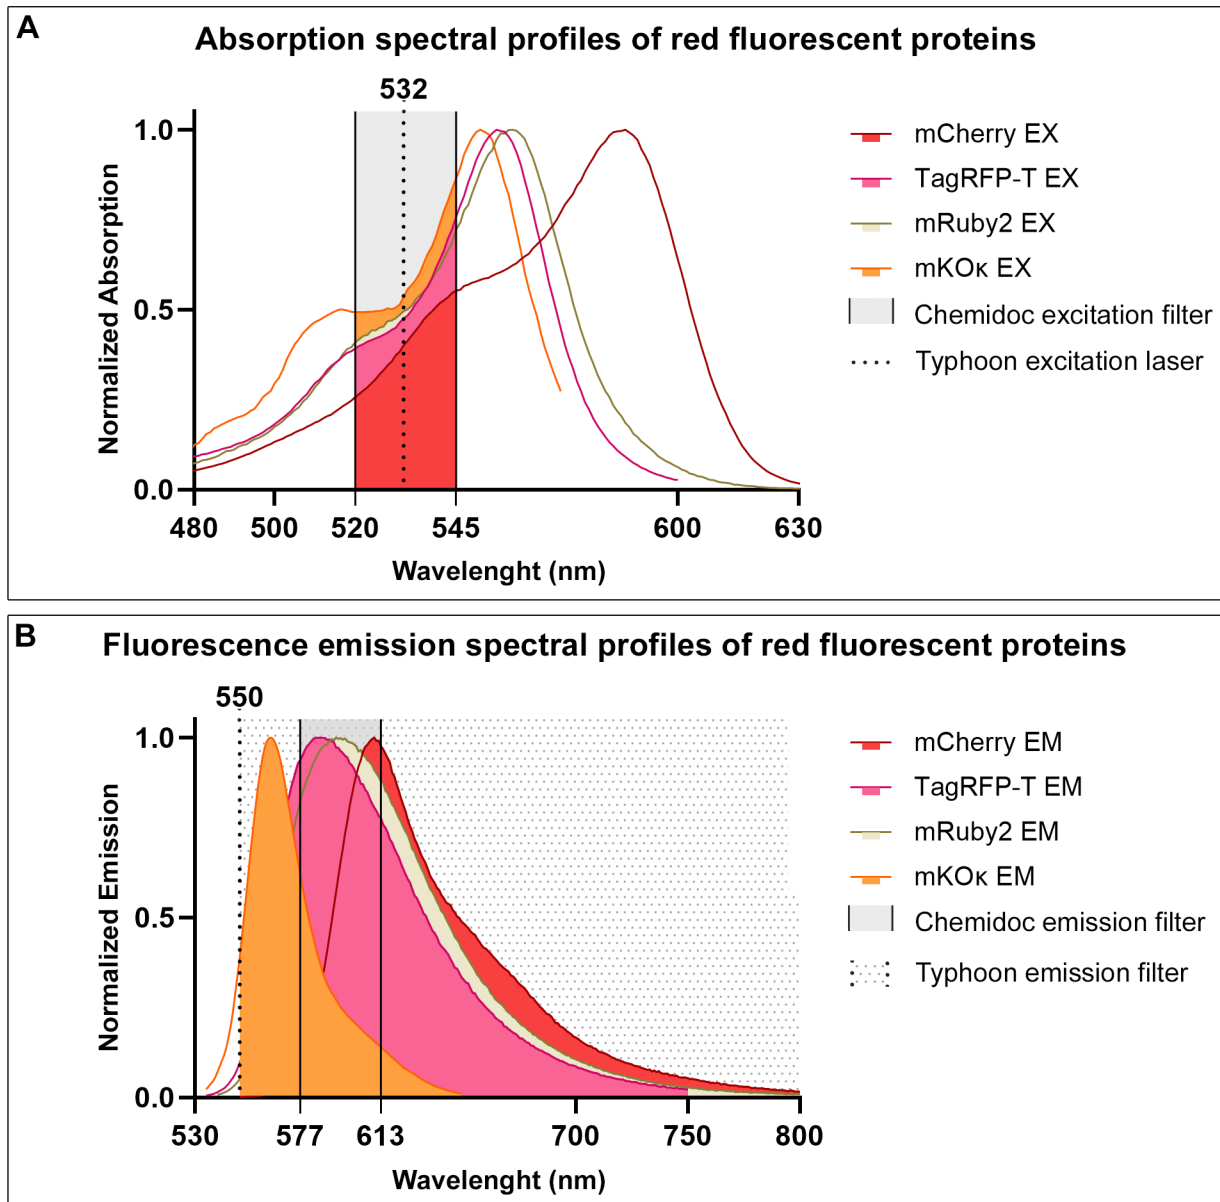 A
Absorption spectral profiles of red fluorescent proteins
532
1.0
0.5
0.0
Normalized Absorption
480 500 520 545 600 630
Wavelenght (nm)
mCherry EX
TagRFP-T EX
mRuby2 EX
mKOκ EX
Chemidoc excitation filter
Typhoon excitation laser
B
Fluorescence emission spectral profiles of red fluorescent proteins
550
1.0
0.5
0.0
Normalized Emission
530 577 613 700 750 800
Wavelenght (nm)
mCherry EM
TagRFP-T EM
mRuby2 EM
mKOκ EM
Chemidoc emission filter
Typhoon emission filter